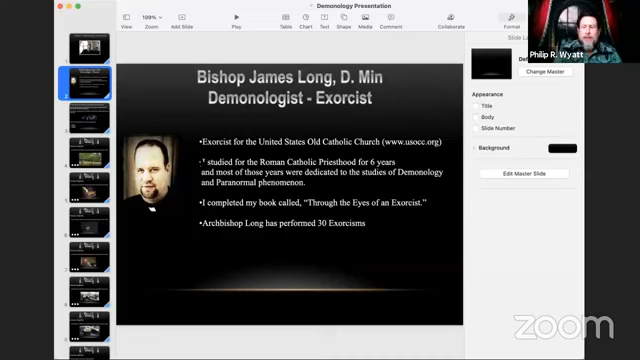 Demonology Presentation
109%
View Zoom Add Slide Play Table Chart Text Shape Media Comment Collaborate Format
Philip R. Wyatt
Change Master
Appearance
Title
Body
Slide Number
Background
Edit Master Slide
Bishop James Long, D. Min
Demonologist - Exorcist
•Exorcist for the United States Old Catholic Church (www.usocc.org)
studied for the Roman Catholic Priesthood for 6 years
and most of those years were dedicated to the studies of Demonology
and Paranormal phenomenon.
•I completed my book called, “Through the Eyes of an Exorcist.”
•Archbishop Long has performed 30 Exorcisms
zoom